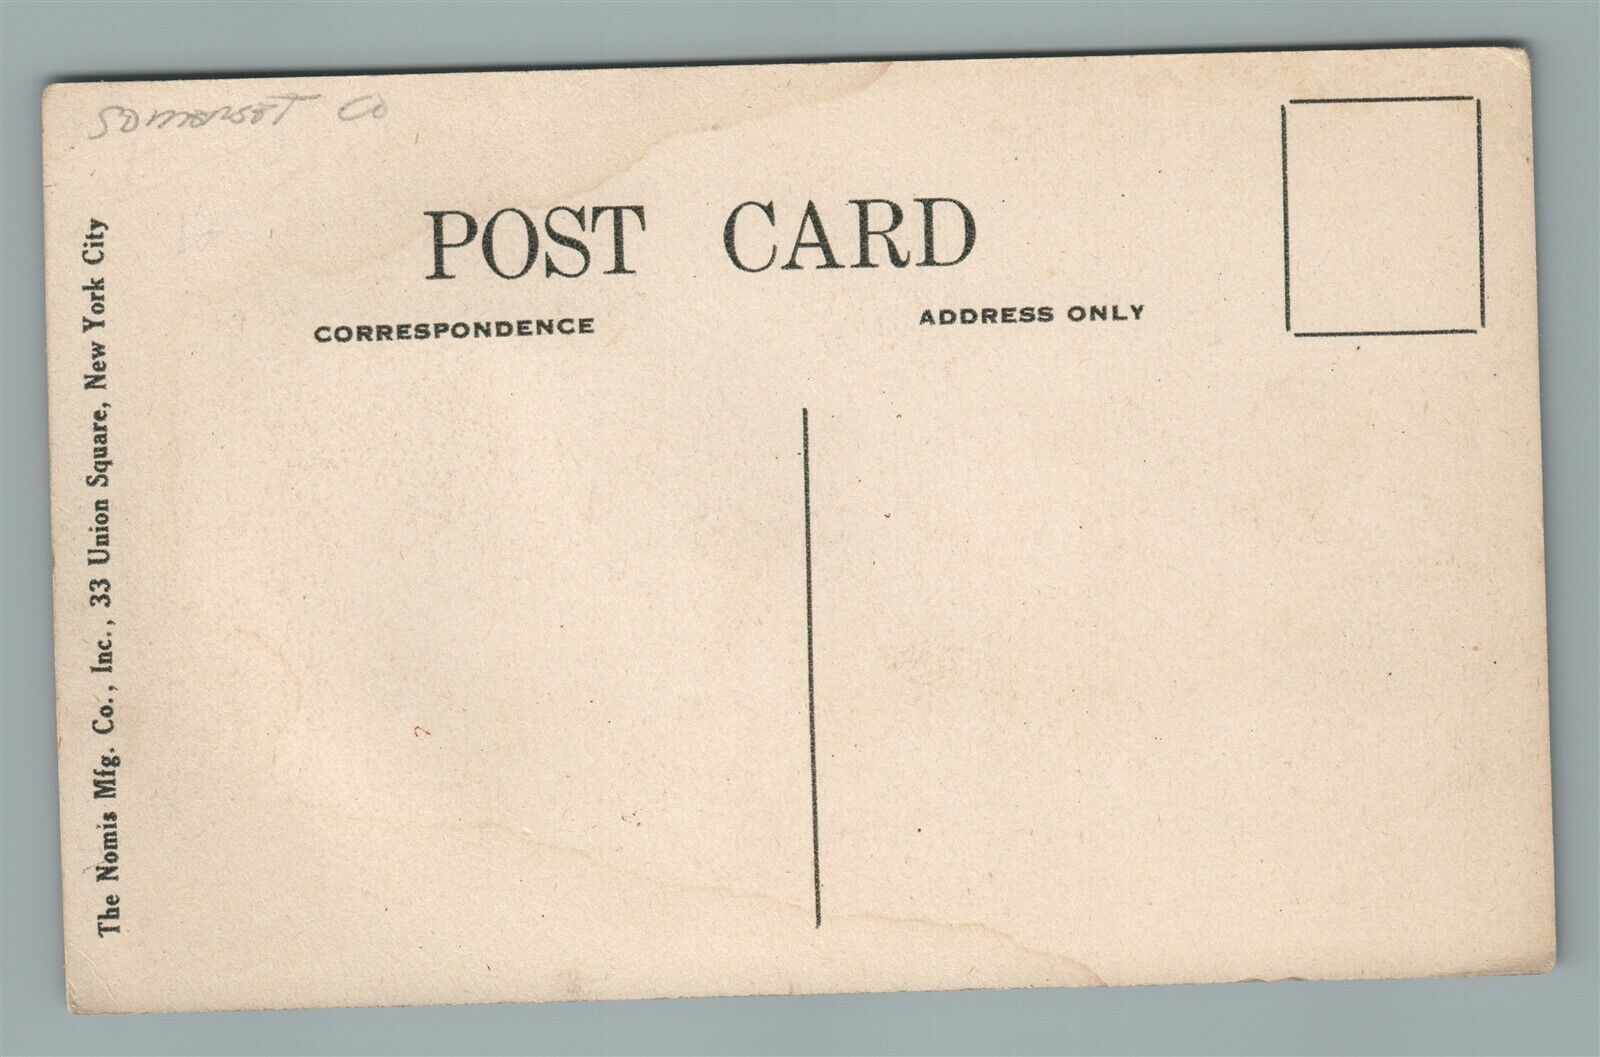 SOMERSET CO
POST CARD
CORRESPONDENCE
ADDRESS ONLY
The Nomis Mfg. Co., Inc., 33 Union Square, New York City